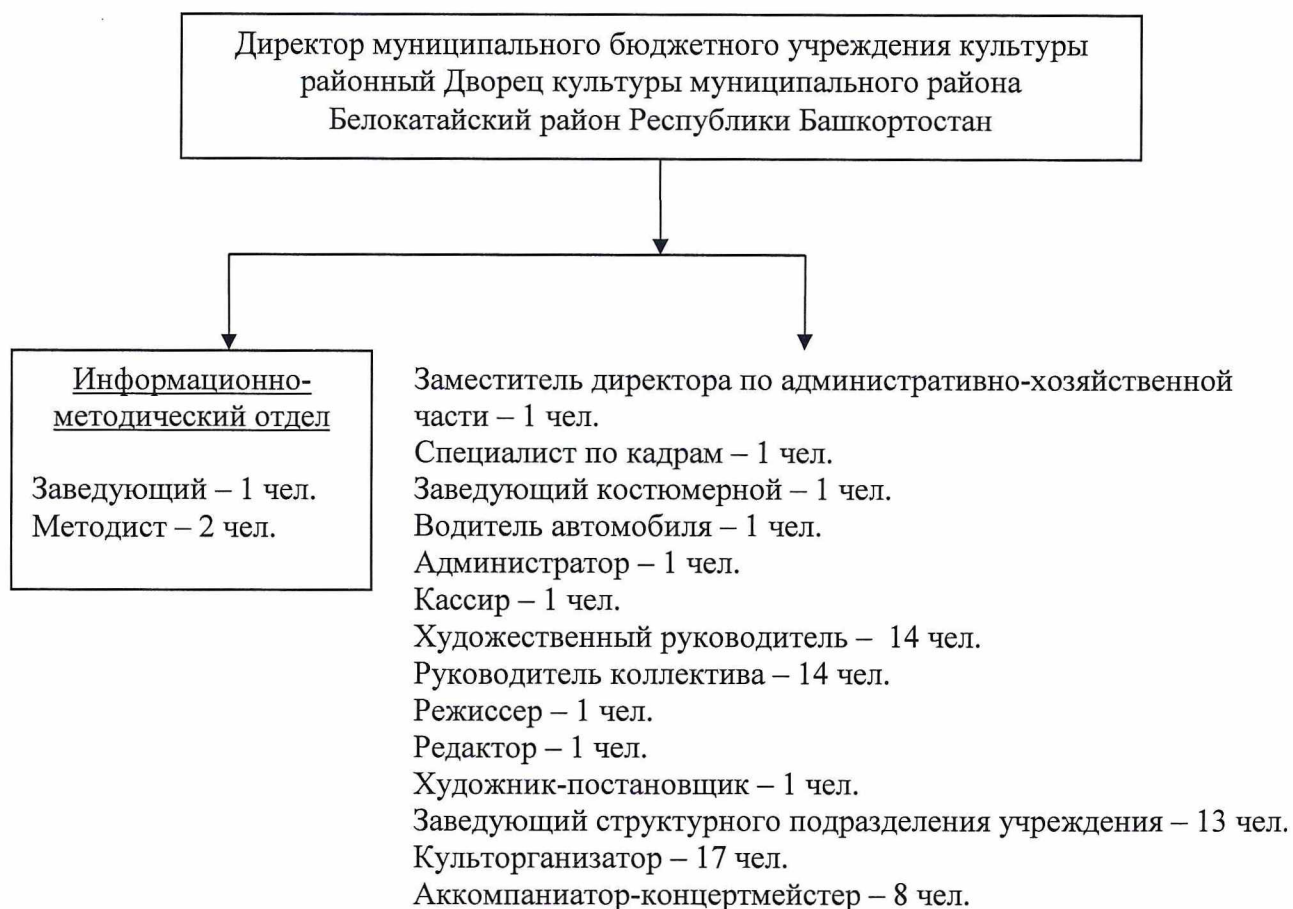 Директор муниципального бюджетного учреждения культуры
районный Дворец культуры муниципального района
Белокатайский район Республики Башкортостан
Информационно-
методический отдел
Заведующий – 1 чел.
Методист – 2 чел.
Заместитель директора по административно-хозяйственной
части – 1 чел.
Специалист по кадрам – 1 чел.
Заведующий костюмерной – 1 чел.
Водитель автомобиля – 1 чел.
Администратор – 1 чел.
Кассир – 1 чел.
Художественный руководитель – 14 чел.
Руководитель коллектива – 14 чел.
Режиссер – 1 чел.
Редактор – 1 чел.
Художник-постановщик – 1 чел.
Заведующий структурного подразделения учреждения – 13 чел.
Культорганизатор – 17 чел.
Аккомпаниатор-концертмейстер – 8 чел.